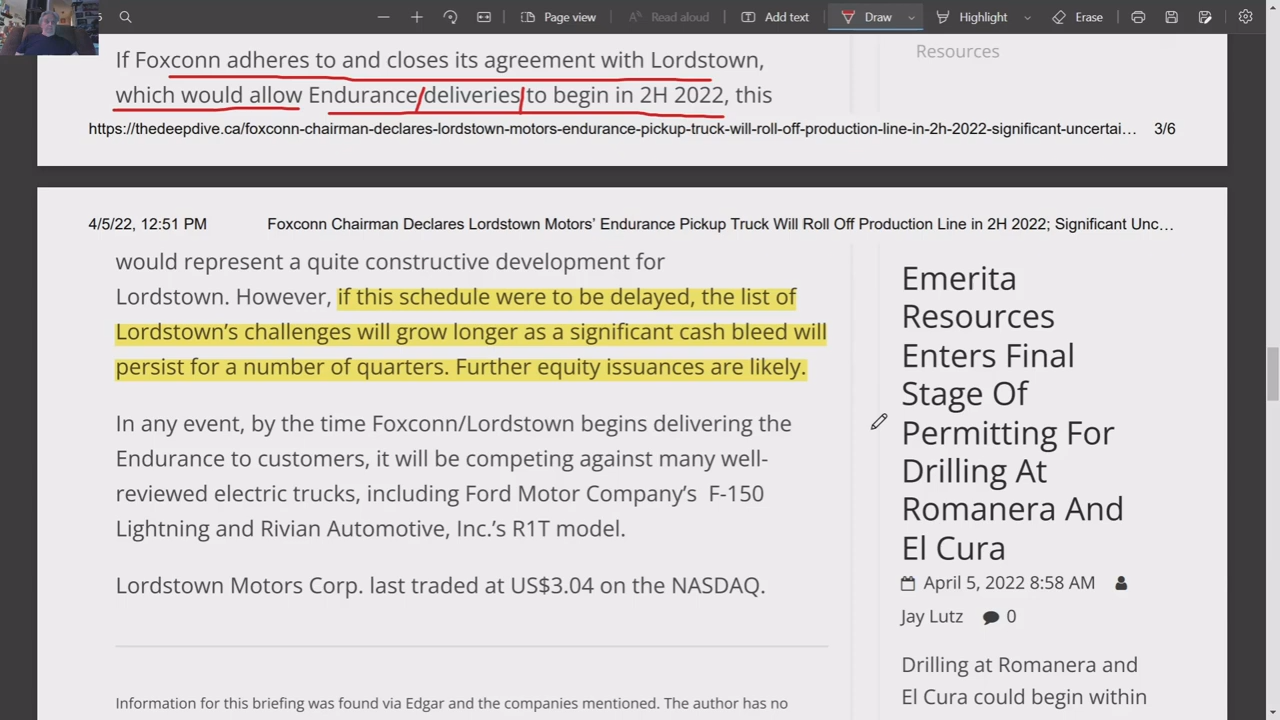 Page view
Read aloud
Add text
Draw
Highlight
Erase
If Foxconn adheres to and closes its agreement with Lordstown,
which would allow Endurance deliveries to begin in 2H 2022, this
Resources
https://thedeepdive.ca/foxconn-chairman-declares-lordstown-motors-endurance-pickup-truck-will-roll-off-production-line-in-2h-2022-significant-uncertai… 3/6
4/5/22, 12:51 PM Foxconn Chairman Declares Lordstown Motors’ Endurance Pickup Truck Will Roll Off Production Line in 2H 2022; Significant Unc…
would represent a quite constructive development for
Lordstown. However, if this schedule were to be delayed, the list of
Lordstown’s challenges will grow longer as a significant cash bleed will
persist for a number of quarters. Further equity issuances are likely.
In any event, by the time Foxconn/Lordstown begins delivering the
Endurance to customers, it will be competing against many well-
reviewed electric trucks, including Ford Motor Company’s F-150
Lightning and Rivian Automotive, Inc.’s R1T model.
Lordstown Motors Corp. last traded at US$3.04 on the NASDAQ.
Information for this briefing was found via Edgar and the companies mentioned. The author has no
Emerita
Resources
Enters Final
Stage Of
Permitting For
Drilling At
Romanera And
El Cura
April 5, 2022 8:58 AM
Jay Lutz 0
Drilling at Romanera and
El Cura could begin within